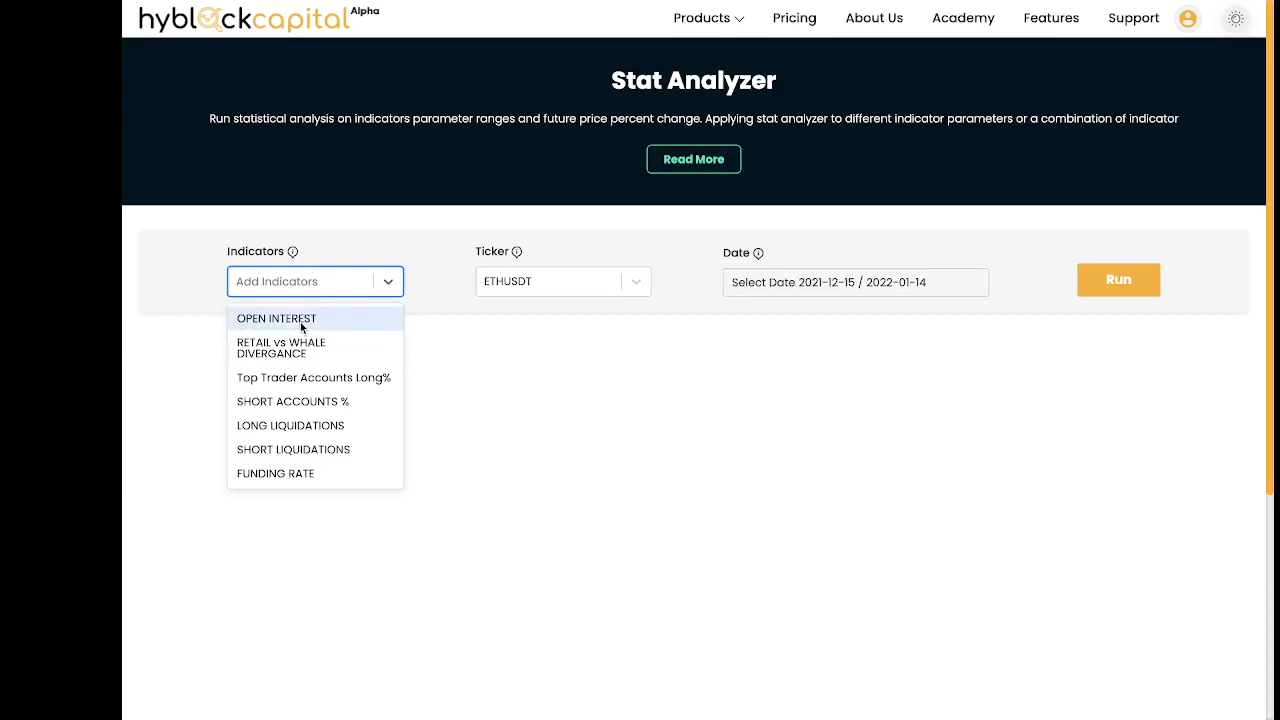 hyblockcapital Alpha
Products Pricing About Us Academy Features Support
Stat Analyzer
Run statistical analysis on indicators parameter ranges and future price percent change. Applying stat analyzer to different indicator parameters or a combination of indicator
Read More
Indicators Ticker Date
Add Indicators ETHUSDT Select Date 2021-12-15 / 2022-01-14 Run
OPEN INTEREST
RETAIL vs WHALE
DIVERGANCE
Top Trader Accounts Long%
SHORT ACCOUNTS %
LONG LIQUIDATIONS
SHORT LIQUIDATIONS
FUNDING RATE